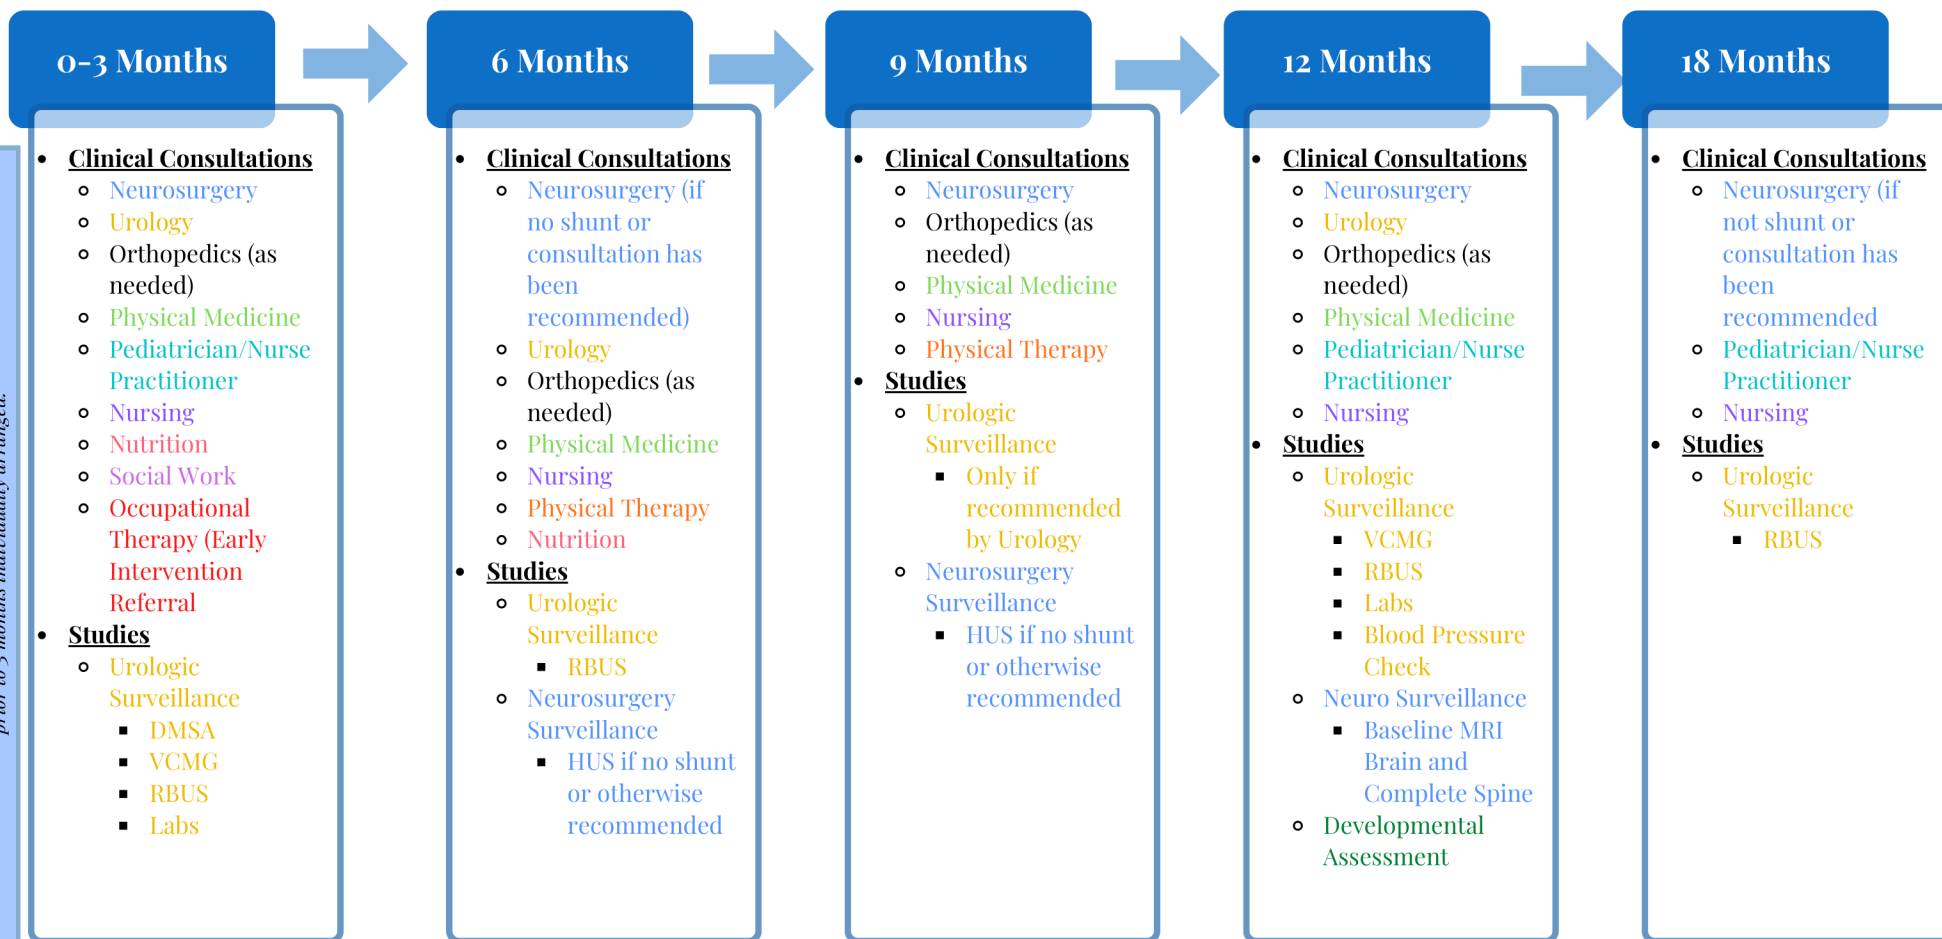 0-3 Months
Clinical Consultations
Neurosurgery
Urology
Orthopedics (as
needed)
Physical Medicine
Pediatrician/Nurse
Practitioner
Nursing
Nutrition
Social Work
Occupational
Therapy (Early
Intervention
Referral
Studies
Urologic
Surveillance
DMSA
VCMG
RBUS
Labs
6 Months
Clinical Consultations
Neurosurgery (if
no shunt or
consultation has
been
recommended)
Urology
Orthopedics (as
needed)
Physical Medicine
Nursing
Physical Therapy
Nutrition
Studies
Urologic
Surveillance
RBUS
Neurosurgery
Surveillance
HUS if no shunt
or otherwise
recommended
9 Months
Clinical Consultations
Neurosurgery
Orthopedics (as
needed)
Physical Medicine
Nursing
Physical Therapy
Studies
Urologic
Surveillance
Only if
recommended
by Urology
Neurosurgery
Surveillance
HUS if no shunt
or otherwise
recommended
12 Months
Clinical Consultations
Neurosurgery
Urology
Orthopedics (as
needed)
Physical Medicine
Pediatrician/Nurse
Practitioner
Nursing
Studies
Urologic
Surveillance
VCMG
RBUS
Labs
Blood Pressure
Check
Neuro Surveillance
Baseline MRI
Brain and
Complete Spine
Developmental
Assessment
18 Months
Clinical Consultations
Neurosurgery (if
not shunt or
consultation has
been
recommended
Pediatrician/Nurse
Practitioner
Nursing
Studies
Urologic
Surveillance
RBUS
prior to 3 months individually arranged.